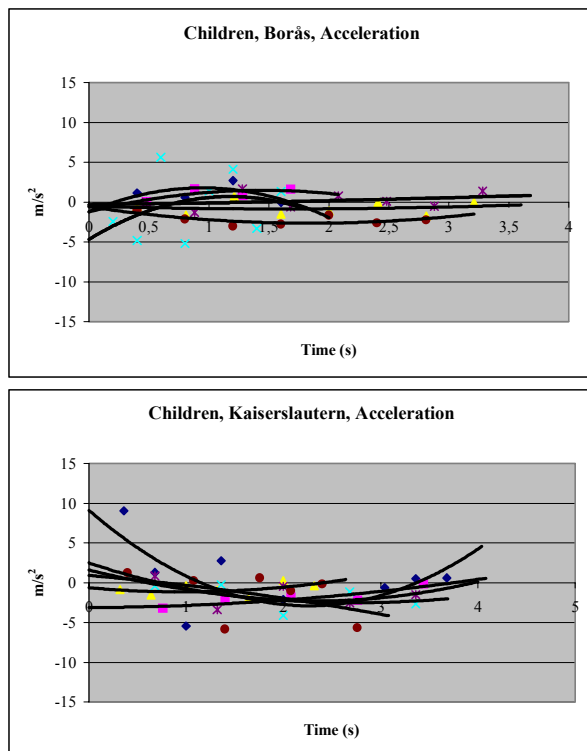 Children, Borås, Acceleration
15
10
5
0
-5
-10
-15
m/s²
0 0,5 1 1,5 2 2,5 3 3,5 4
Time (s)
Children, Kaiserslautern, Acceleration
15
10
5
0
-5
-10
-15
m/s²
0 1 2 3 4 5
Time (s)